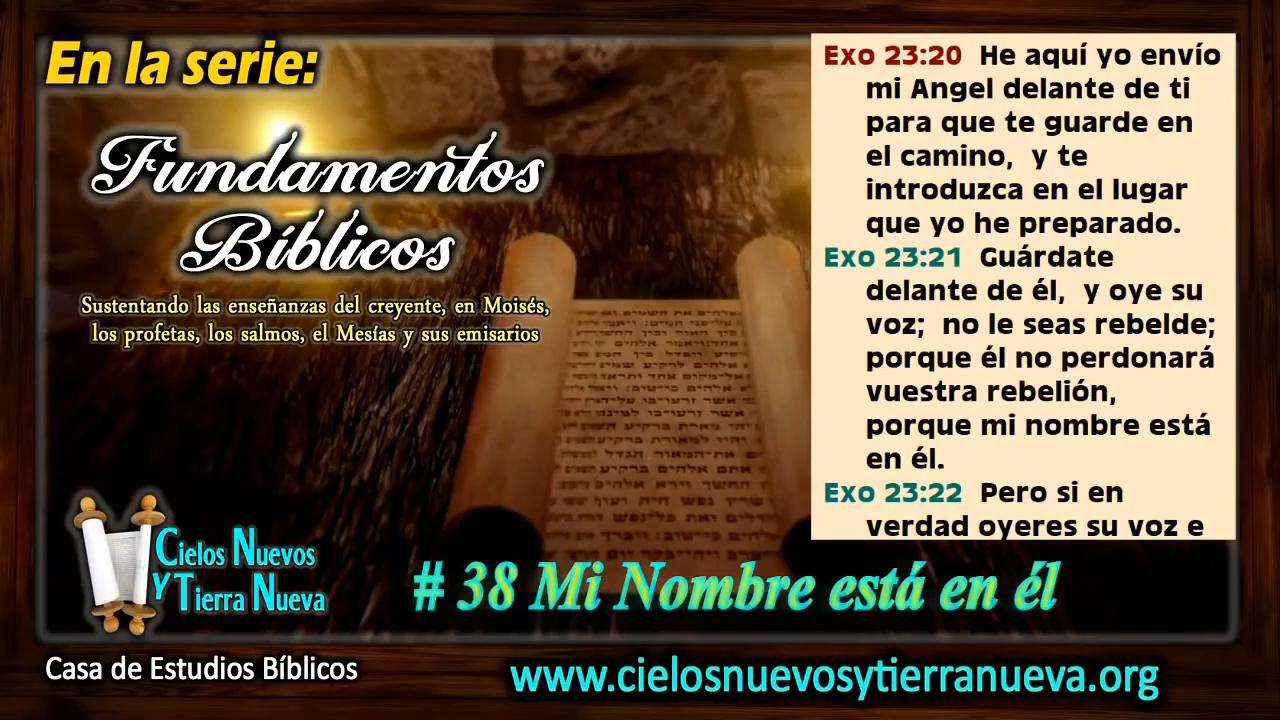 En la serie:
Fundamentos
Bíblicos
Sustentando las enseñanzas del creyente, en Moisés,
los profetas, los salmos, el Mesías y sus emisarios
Exo 23:20 He aquí yo envío
mi Angel delante de ti
para que te guarde en
el camino, y te
introduzca en el lugar
que yo he preparado.
Exo 23:21 Guárdate
delante de él, y oye su
voz; no le seas rebelde;
porque él no perdonará
vuestra rebelión,
porque mi nombre está
en él.
Exo 23:22 Pero si en
verdad oyeres su voz e
Cielos Nuevos
Y Tierra Nueva
# 38 Mi Nombre está en él
Casa de Estudios Bíblicos
www.cielosnuevosytierranueva.org